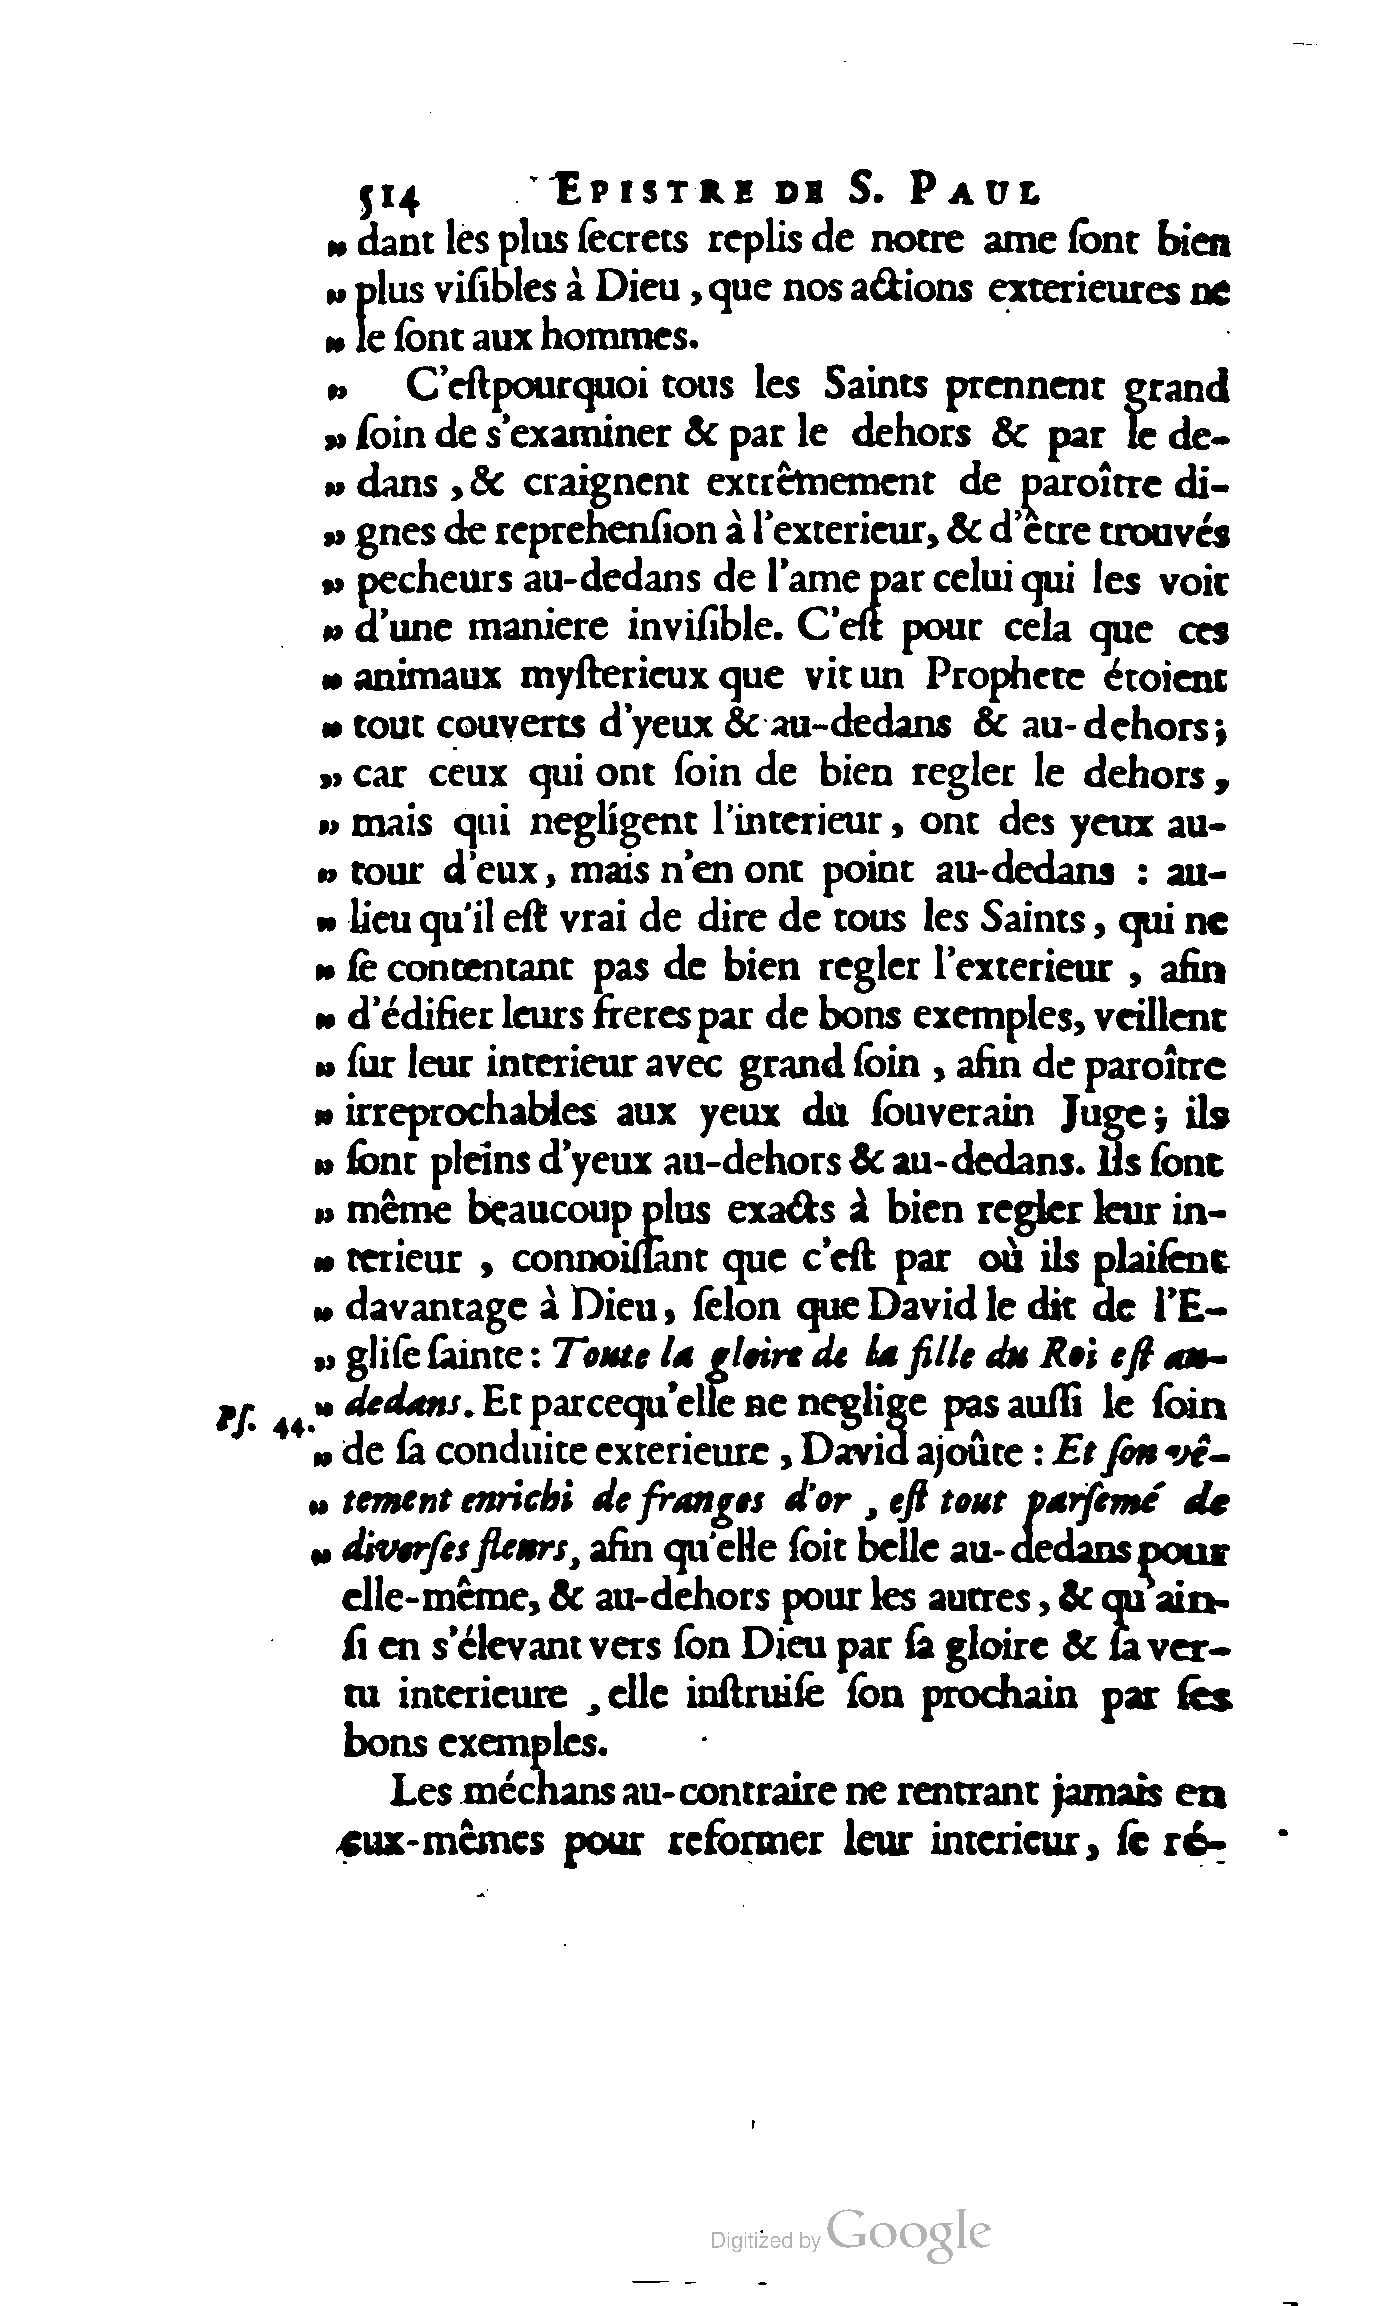 514 EPISTRE DE S. PAUL
„ dant les plus ſecrets replis de notre ame ſont bien
„ plus viſibles à Dieu , que nos actions exterieures ne
„ le ſont aux hommes.
„ C'eſtpourquoi tous les Saints prennent grand
„ ſoin de s'examiner & par le dehors & par le de-
„ dans , & craignent extrêmement de paroître di-
„ gnes de reprehenſion à l'exterieur, & d'être trouvés
„ pecheurs au-dedans de l'ame par celui qui les voit
„ d'une maniere inviſible. C'eſt pour cela que ces
„ animaux myſterieux que vit un Prophete étoient
„ tout couverts d'yeux & au-dedans & au-dehors;
„ car ceux qui ont ſoin de bien regler le dehors ,
„ mais qui negligent l'interieur , ont des yeux au-
„ tour d'eux , mais n'en ont point au-dedans : au-
„ lieu qu'il eſt vrai de dire de tous les Saints , qui ne
„ ſe contentant pas de bien regler l'exterieur , afin
„ d'édifier leurs freres par de bons exemples, veillent
„ ſur leur interieur avec grand ſoin , afin de paroître
„ irreprochables aux yeux du ſouverain Juge ; ils
„ ſont pleins d'yeux au-dehors & au-dedans. Ils ſont
„ même beaucoup plus exacts à bien regler leur in-
„ terieur , connoiſſant que c'eſt par où ils plaiſent
„ davantage à Dieu , ſelon que David le dit de l'E-
„ gliſe ſainte : Toute la gloire de la fille du Roi eſt au-
Pſ. 44. „ dedans. Et parcequ'elle ne neglige pas auſſi le ſoin
„ de ſa conduite exterieure , David ajoûte : Et ſon vê-
„ tement enrichi de franges d'or , eſt tout parſemé de
„ diverſes fleurs, afin qu'elle ſoit belle au-dedans pour
elle-même, & au-dehors pour les autres , & qu'ain-
ſi en s'élevant vers ſon Dieu par ſa gloire & ſa ver-
tu interieure , elle inſtruiſe ſon prochain par ſes
bons exemples.
Les méchans au-contraire ne rentrant jamais en
eux-mêmes pour reformer leur interieur , ſe ré-
Digitized by Google